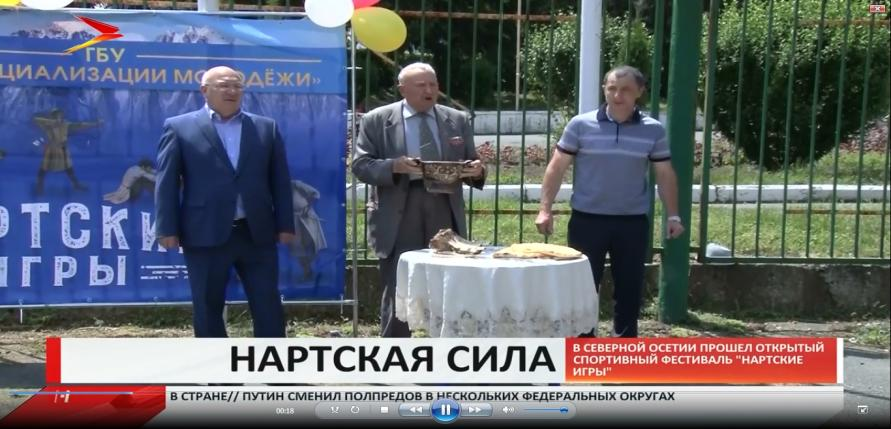 ГБУ
ЦИАЛИЗАЦИИ МОЛОДЁЖИ»
РТСКИ
ИГРЫ
НАРТСКАЯ СИЛА
В СЕВЕРНОЙ ОСЕТИИ ПРОШЕЛ ОТКРЫТЫЙ
СПОРТИВНЫЙ ФЕСТИВАЛЬ "НАРТСКИЕ
ИГРЫ"
В СТРАНЕ// ПУТИН СМЕНИЛ ПОЛПРЕДОВ В НЕСКОЛЬКИХ ФЕДЕРАЛЬНЫХ ОКРУГАХ
00:18